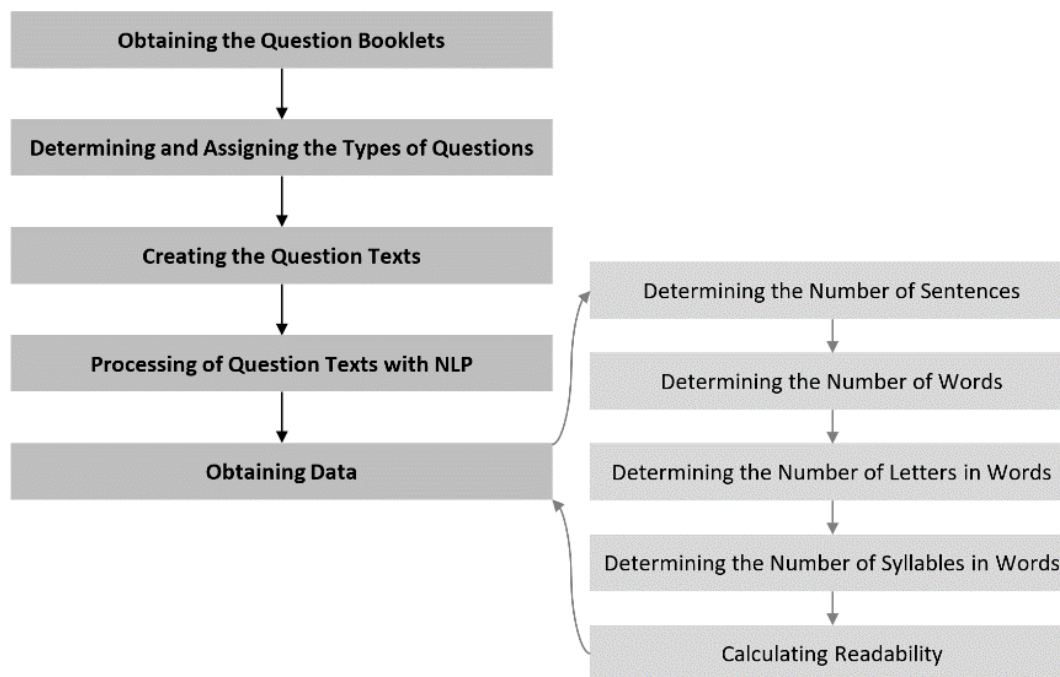 Obtaining the Question Booklets
Determining and Assigning the Types of Questions
Creating the Question Texts
Processing of Question Texts with NLP
Obtaining Data
Determining the Number of Sentences
Determining the Number of Words
Determining the Number of Letters in Words
Determining the Number of Syllables in Words
Calculating Readability